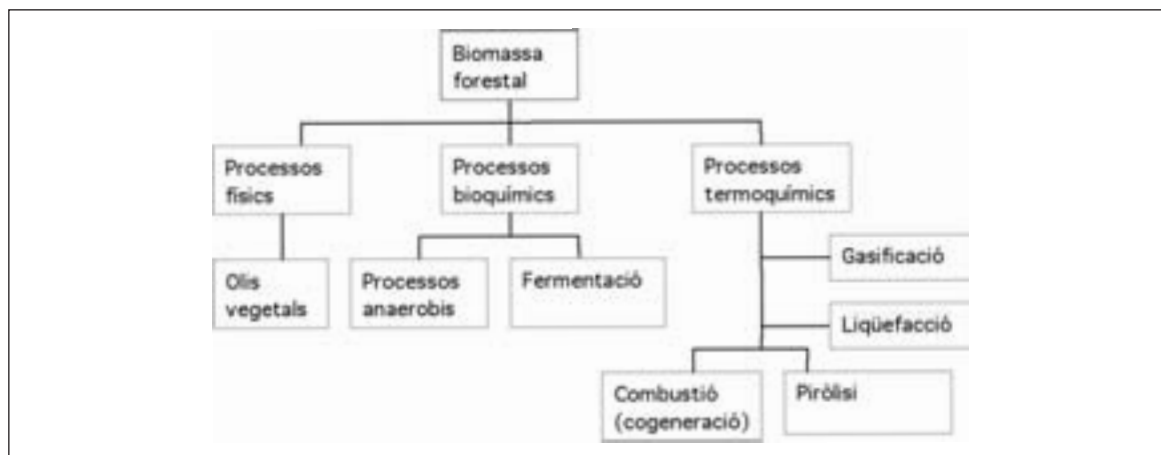 Biomassa
forestal
Processos
físics
Processos
bioquímics
Processos
termoquímics
Olis
vegetals
Processos
anaerobis
Fermentació
Gasificació
Liqüefacció
Combustió
(cogeneració)
Piròlisi